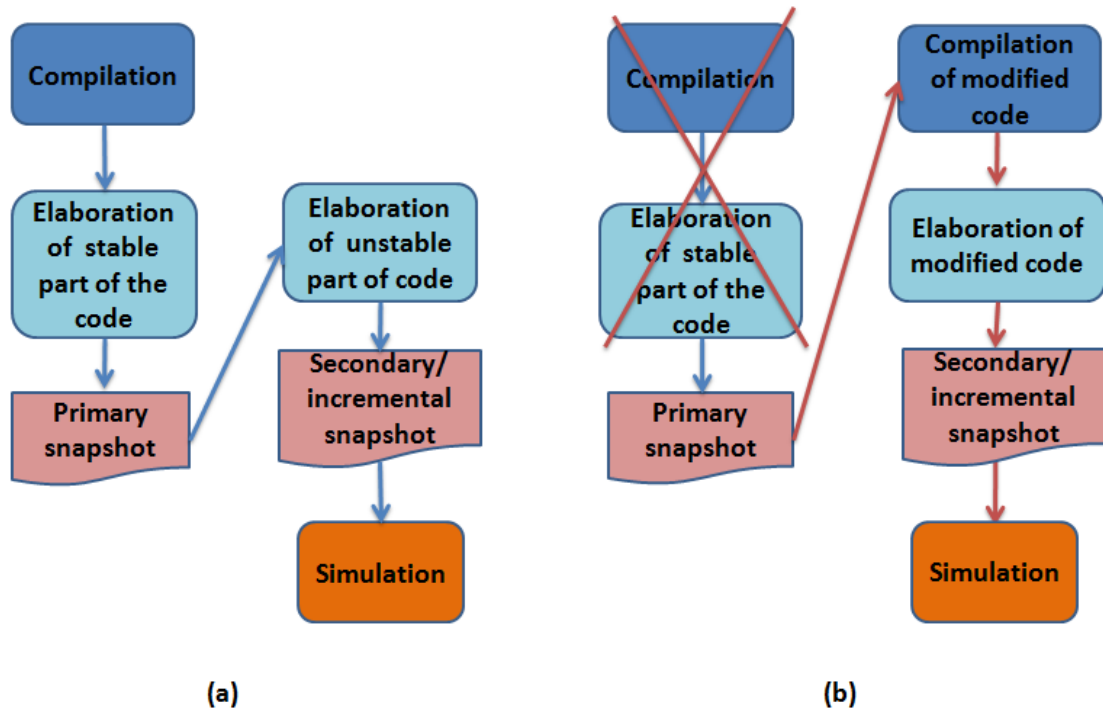 Compilation
Elaboration
of stable
part of the
code
Primary
snapshot
Elaboration
of unstable
part of code
Secondary/
incremental
snapshot
Simulation
(a)
Compilation
Elaboration
of stable
part of the
code
Primary
snapshot
Compilation
of modified
code
Elaboration of
modified code
Secondary/
incremental
snapshot
Simulation
(b)